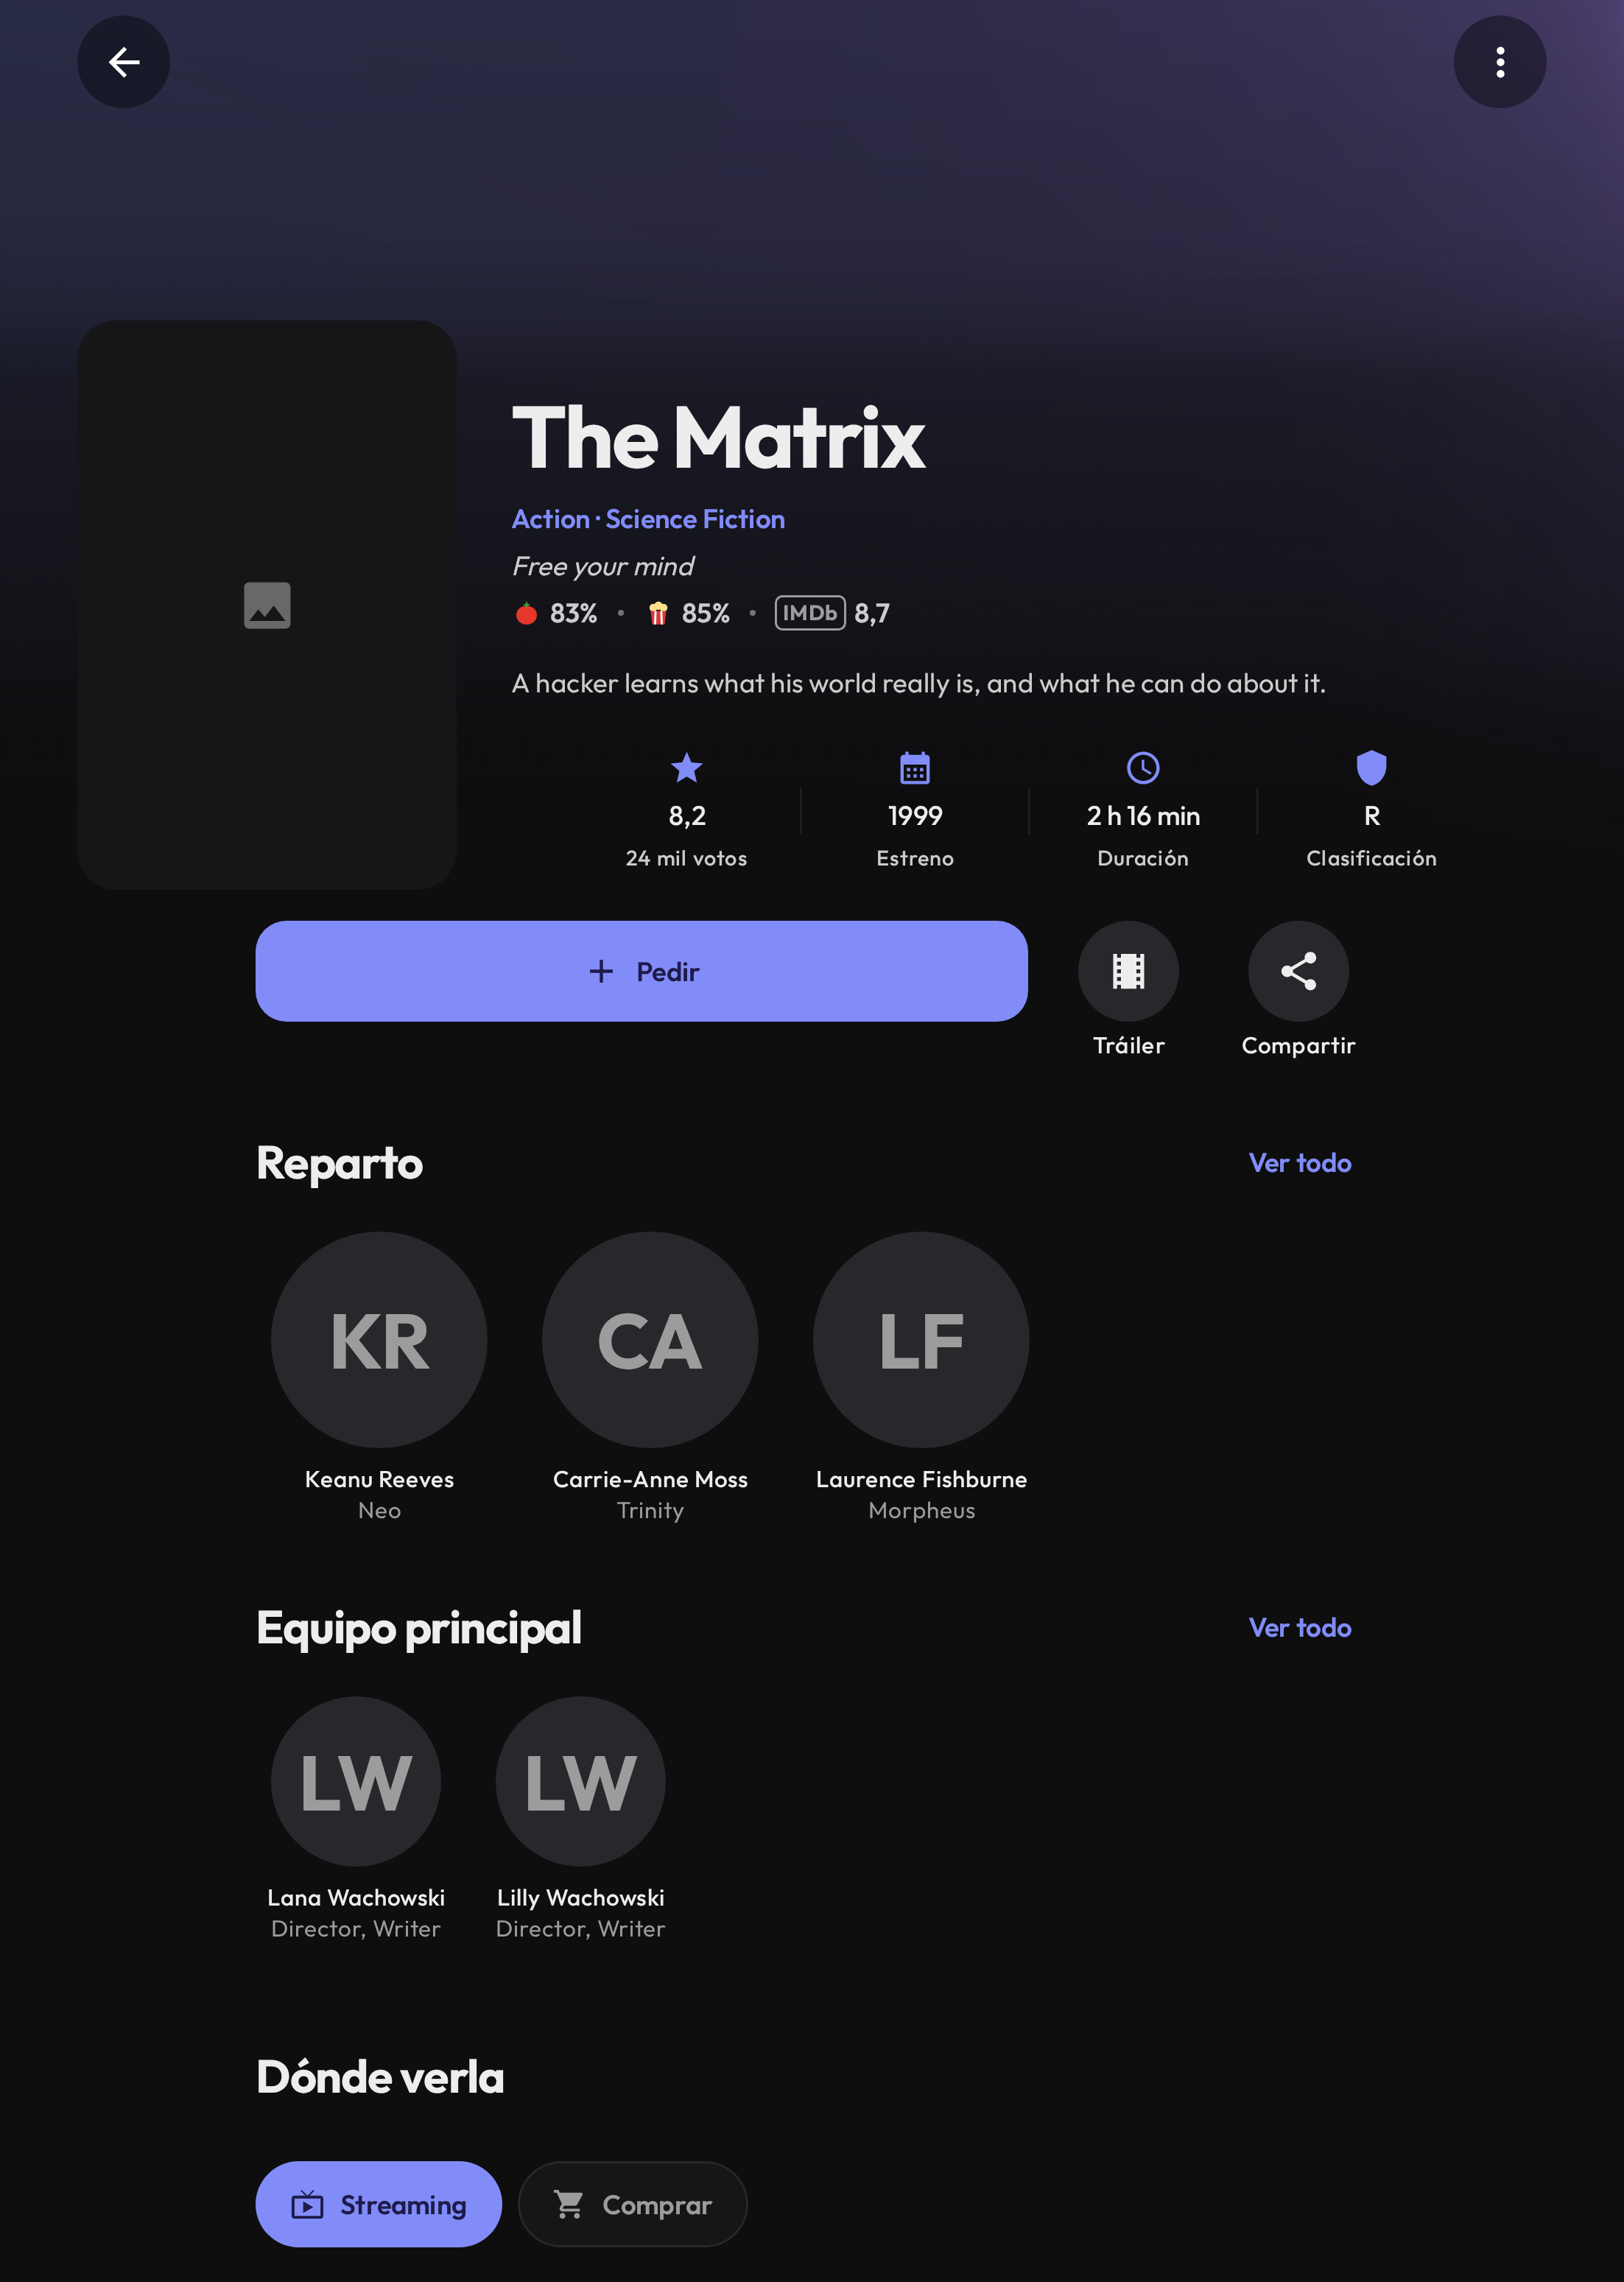 The Matrix
Action · Science Fiction
Free your mind
83% • 85% • IMDb 8,7
A hacker learns what his world really is, and what he can do about it.
8,2
24 mil votos
1999
Estreno
2 h 16 min
Duración
R
Clasificación
Pedir
Tráiler
Compartir
Reparto
Ver todo
KR
Keanu Reeves
Neo
CA
Carrie-Anne Moss
Trinity
LF
Laurence Fishburne
Morpheus
Equipo principal
Ver todo
LW
Lana Wachowski
Director, Writer
LW
Lilly Wachowski
Director, Writer
Dónde verla
Streaming
Comprar